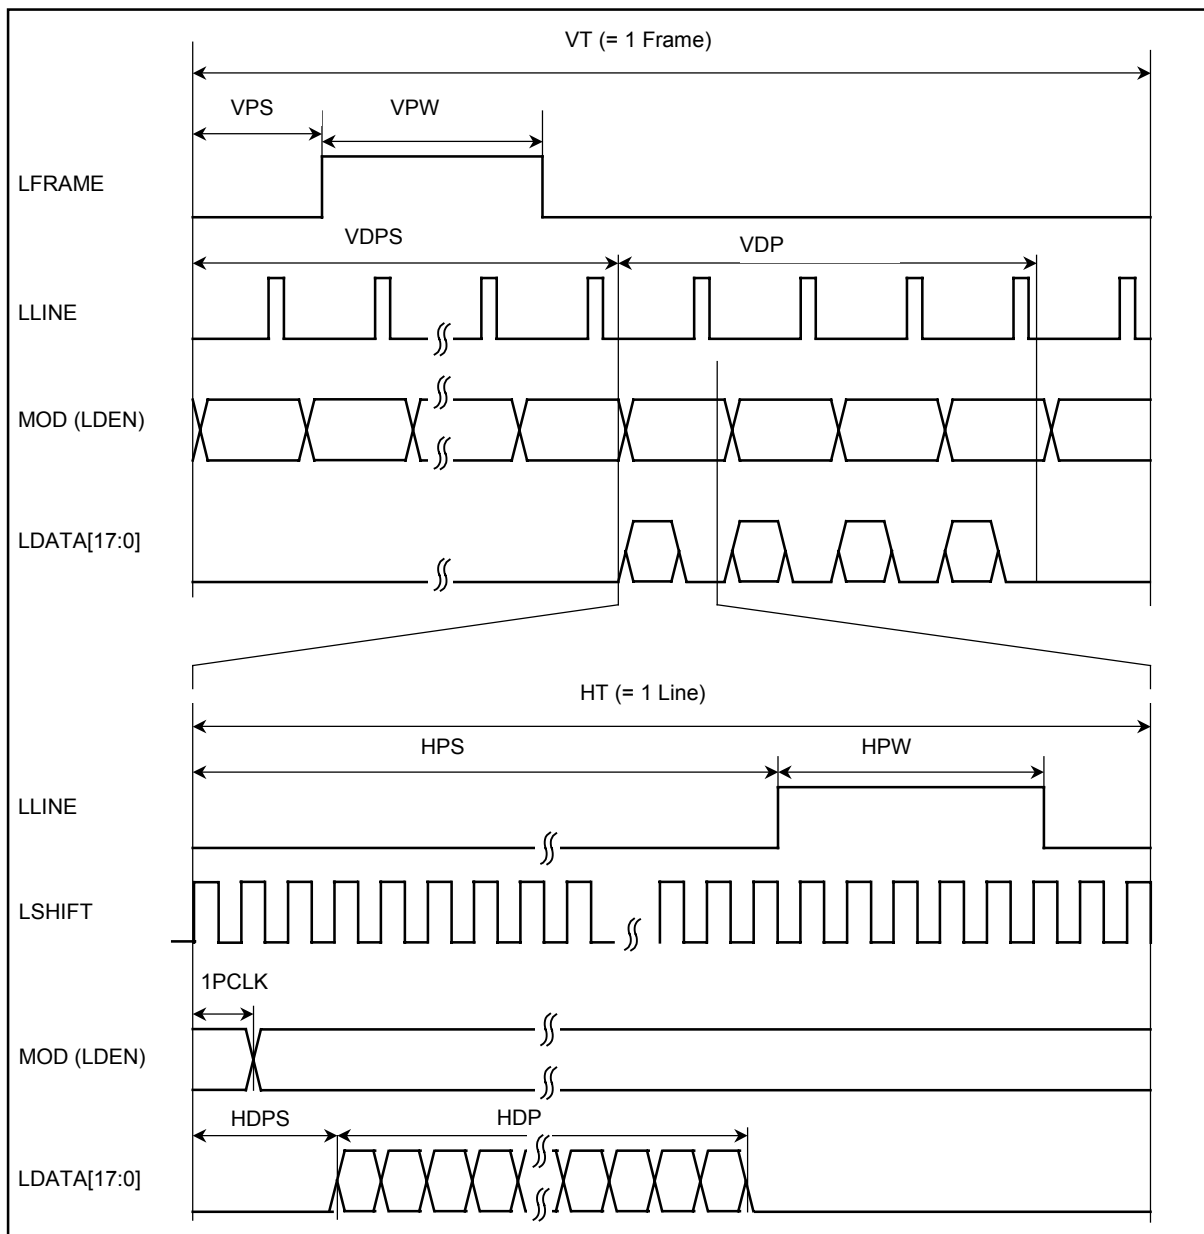 VT (= 1 Frame)
VPS
VPW
LFRAME
VDPS
VDP
LLINE
MOD (LDEN)
LDATA[17:0]
HT (= 1 Line)
HPS
HPW
LLINE
LSHIFT
1PCLK
MOD (LDEN)
HDPS
HDP
LDATA[17:0]